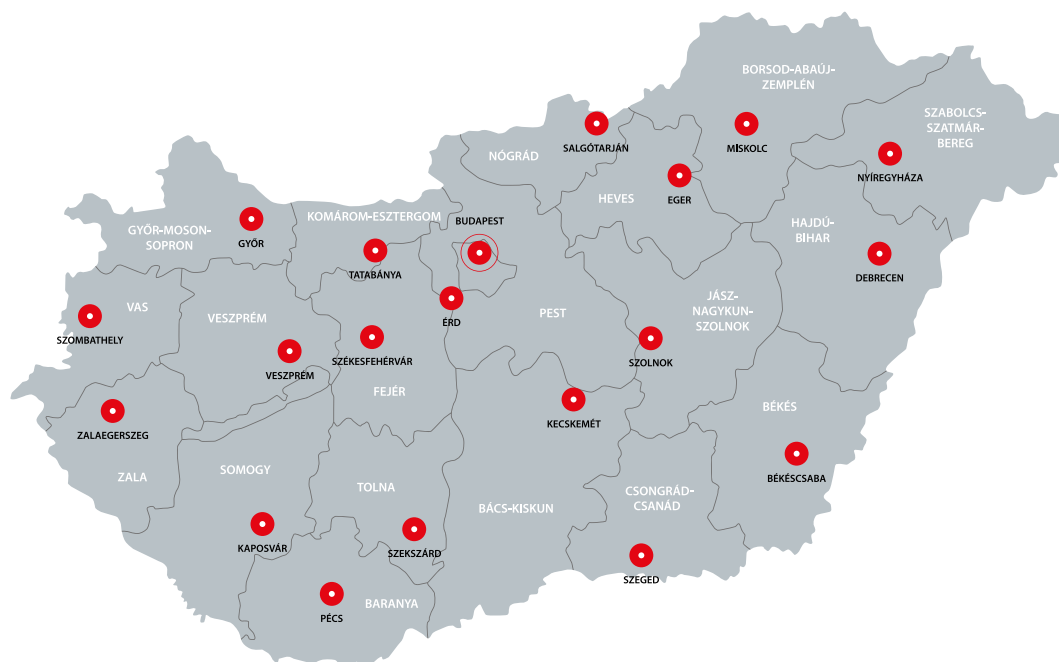 BORSOD-ABAÚJ-
ZEMPLÉN
SZABOLCS-
SZATMÁR-
BEREG
SALGÓTARJÁN
MISKOLC
NÓGRÁD
NYÍREGYHÁZA
HEVES
EGER
KOMÁROM-ESZTERGOM
BUDAPEST
HAJDÚ-
BIHAR
GYŐR-MOSON-
SOPRON
GYŐR
TATABÁNYA
DEBRECEN
VAS
VESZPRÉM
ÉRD
PEST
JÁSZ-
NAGYKUN-
SZOLNOK
SZOMBATHELY
SZÉKESFEHÉRVÁR
SZOLNOK
VESZPRÉM
FEJÉR
KECSKEMÉT
BÉKÉS
ZALAEGERSZEG
ZALA
SOMOGY
TOLNA
BÉKÉSCSABA
CSONGRÁD-
CSANÁD
BÁCS-KISKUN
KAPOSVÁR
SZEKSZÁRD
SZEGED
BARANYA
PÉCS